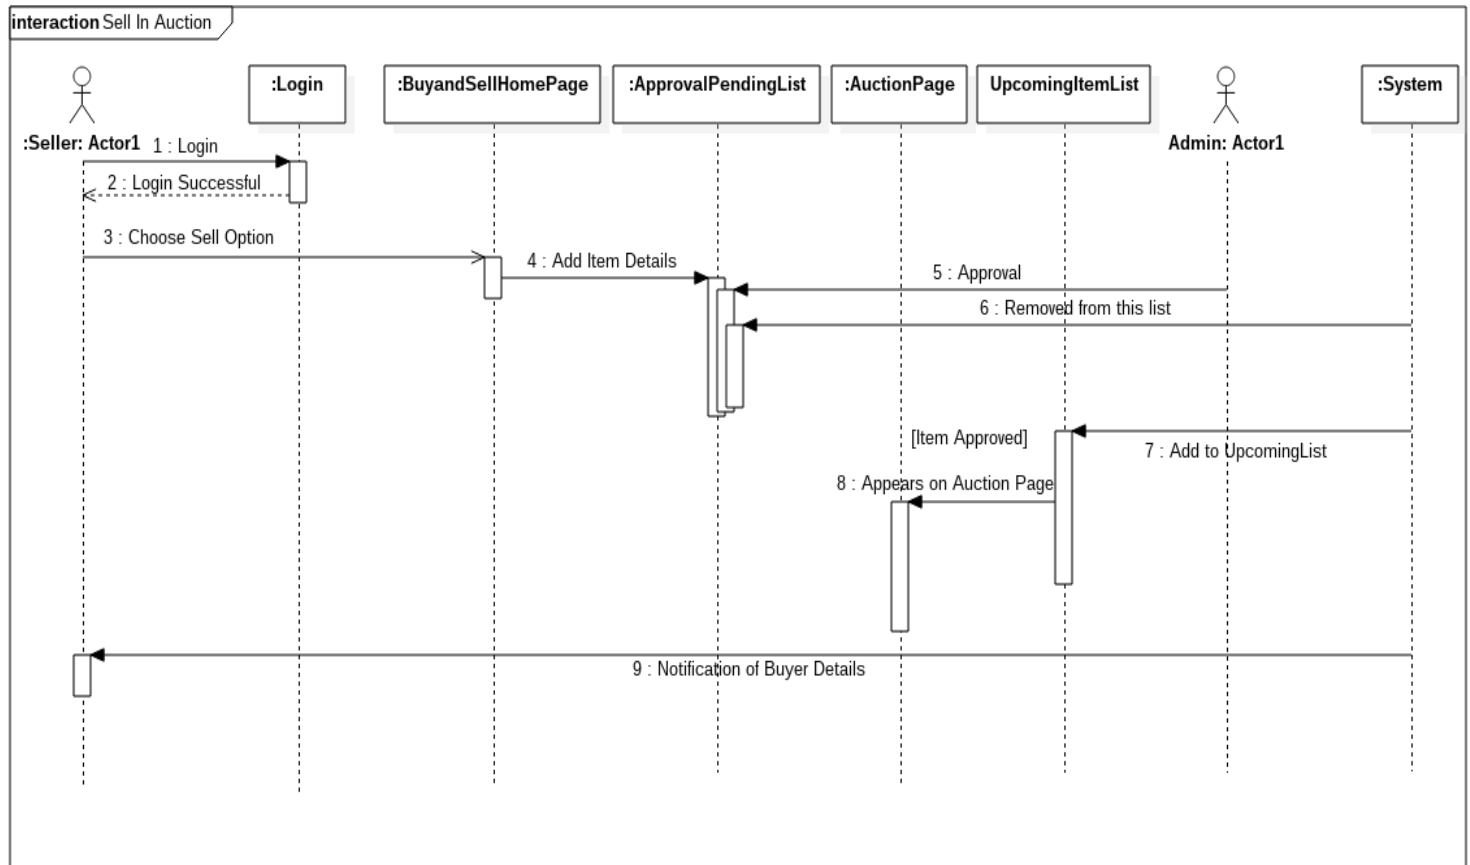 interaction Sell In Auction
:Login
:BuyandSellHomePage
:ApprovalPendingList
:AuctionPage
UpcomingItemList
:System
:Seller: Actor1
Admin: Actor1
1 : Login
2 : Login Successful
3 : Choose Sell Option
4 : Add Item Details
5 : Approval
6 : Removed from this list
[Item Approved]
7 : Add to UpcomingList
8 : Appears on Auction Page
9 : Notification of Buyer Details